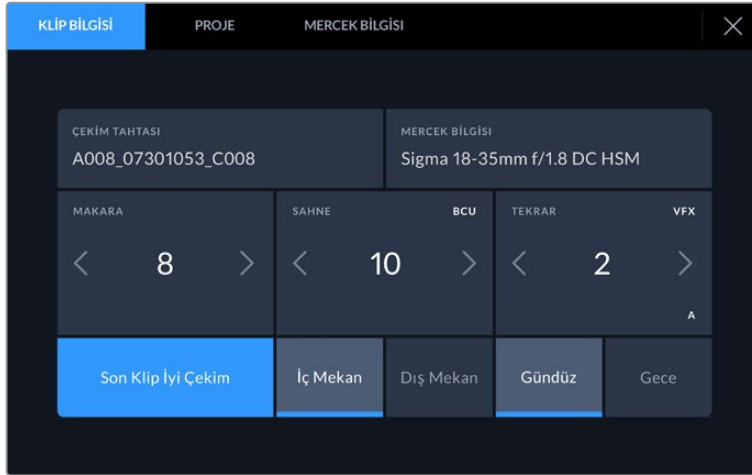 KLİP BİLGİSİ PROJE MERCEK BİLGİSI
ÇEKİM TAHTASI MERCEK BİLGİSI
A008_07301053_C008 Sigma 18-35mm f/1.8 DC HSM
MAKARA SAHNE BCU TEKRAR VFX
8 10 2
A
Son Klip İyi Çekim İç Mekan Dış Mekan Gündüz Gece